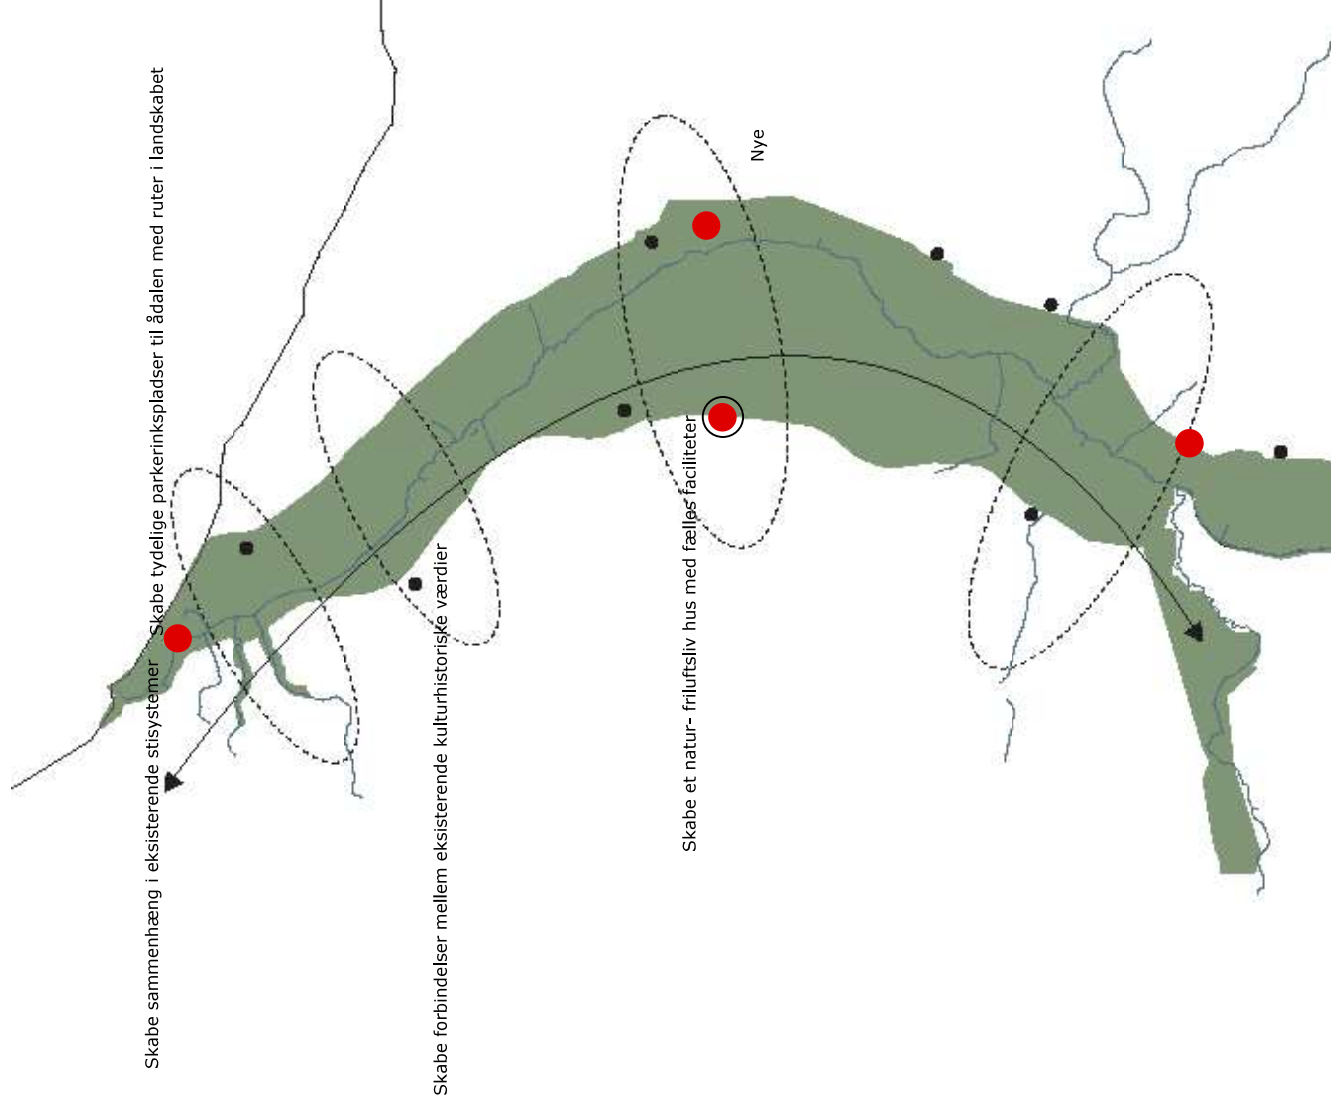 Skabe sammenhæng i eksisterende stisystemer
Skabe tydelige parkerinkspladser til ådalen med ruter i landskabet
Skabe forbindelser mellem eksisterende kulturhistoriske værdier
Skabe et natur- friluftsliv hus med fælles faciliteter
Nye